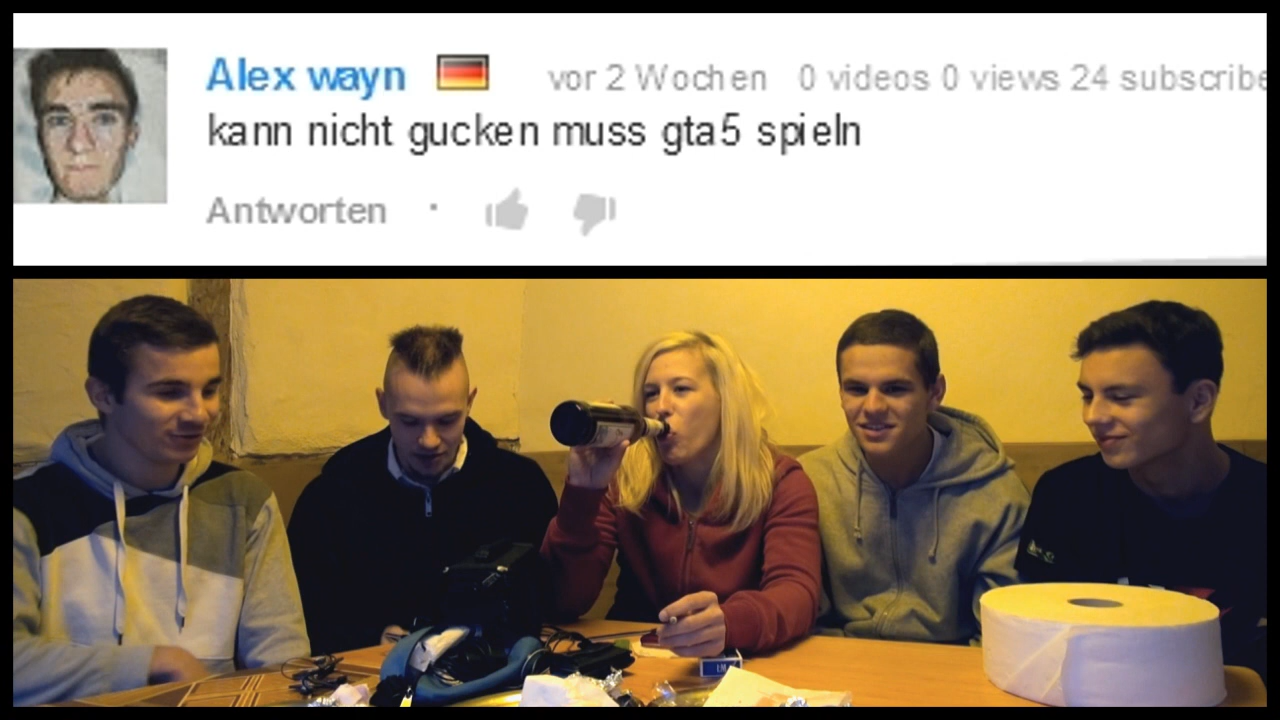 Alex wayn vor 2 Wochen 0 videos 0 views 24 subscribe
kann nicht gucken muss gta5 spieln
Antworten ·